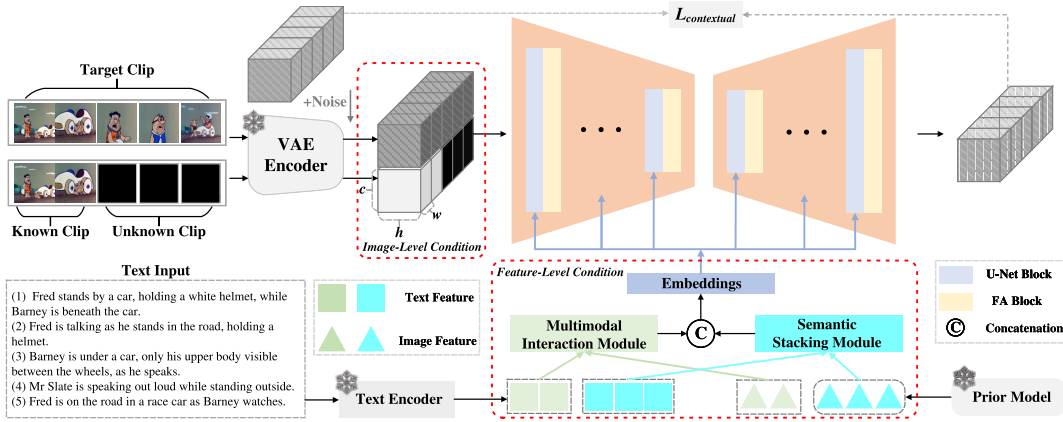 L_contextual
Target Clip
+Noise
VAE
Encoder
c
w
h
Known Clip Unknown Clip
Image-Level Condition
Text Input
(1) Fred stands by a car, holding a white helmet, while
Barney is beneath the car.
(2) Fred is talking as he stands in the road, holding a
helmet.
(3) Barney is under a car, only his upper body visible
between the wheels, as he speaks.
(4) Mr Slate is speaking out loud while standing outside.
(5) Fred is on the road in a race car as Barney watches.
Text Feature
Image Feature
Text Encoder
Feature-Level Condition
Embeddings
Multimodal
Interaction Module
C
Semantic
Stacking Module
Prior Model
U-Net Block
FA Block
C Concatenation